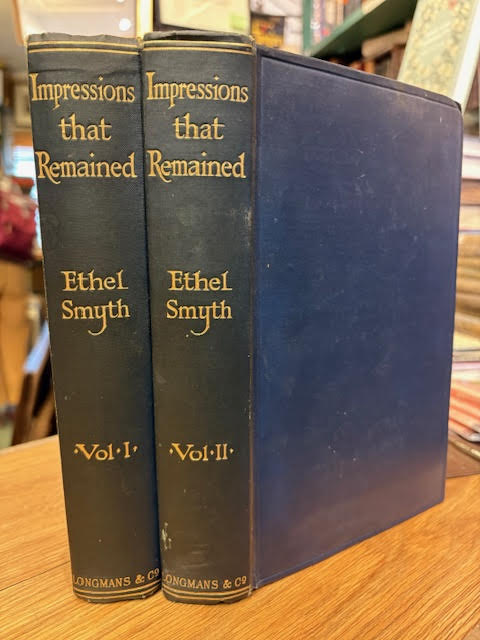 Impressions
that
Remained
Ethel
Smyth
·Vol·I·
LONGMANS & Co
Impressions
that
Remained
Ethel
Smyth
·Vol·II·
LONGMANS & Co